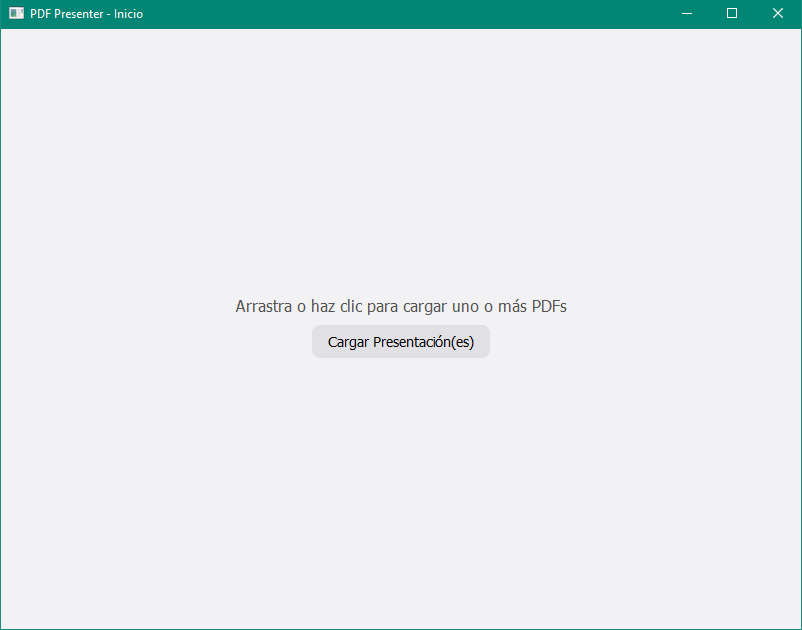 PDF Presenter - Inicio
Arrastra o haz clic para cargar uno o más PDFs
Cargar Presentación(es)